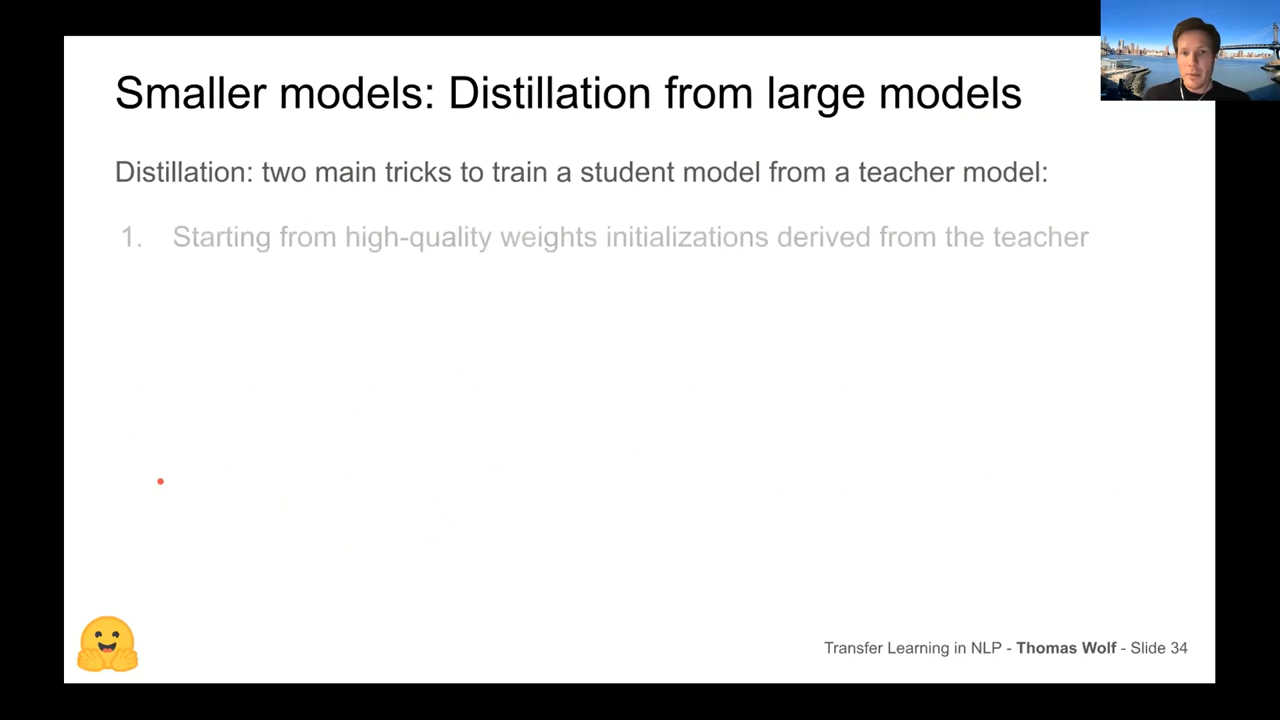 Smaller models: Distillation from large models
Distillation: two main tricks to train a student model from a teacher model:
1. Starting from high-quality weights initializations derived from the teacher
Transfer Learning in NLP - Thomas Wolf - Slide 34